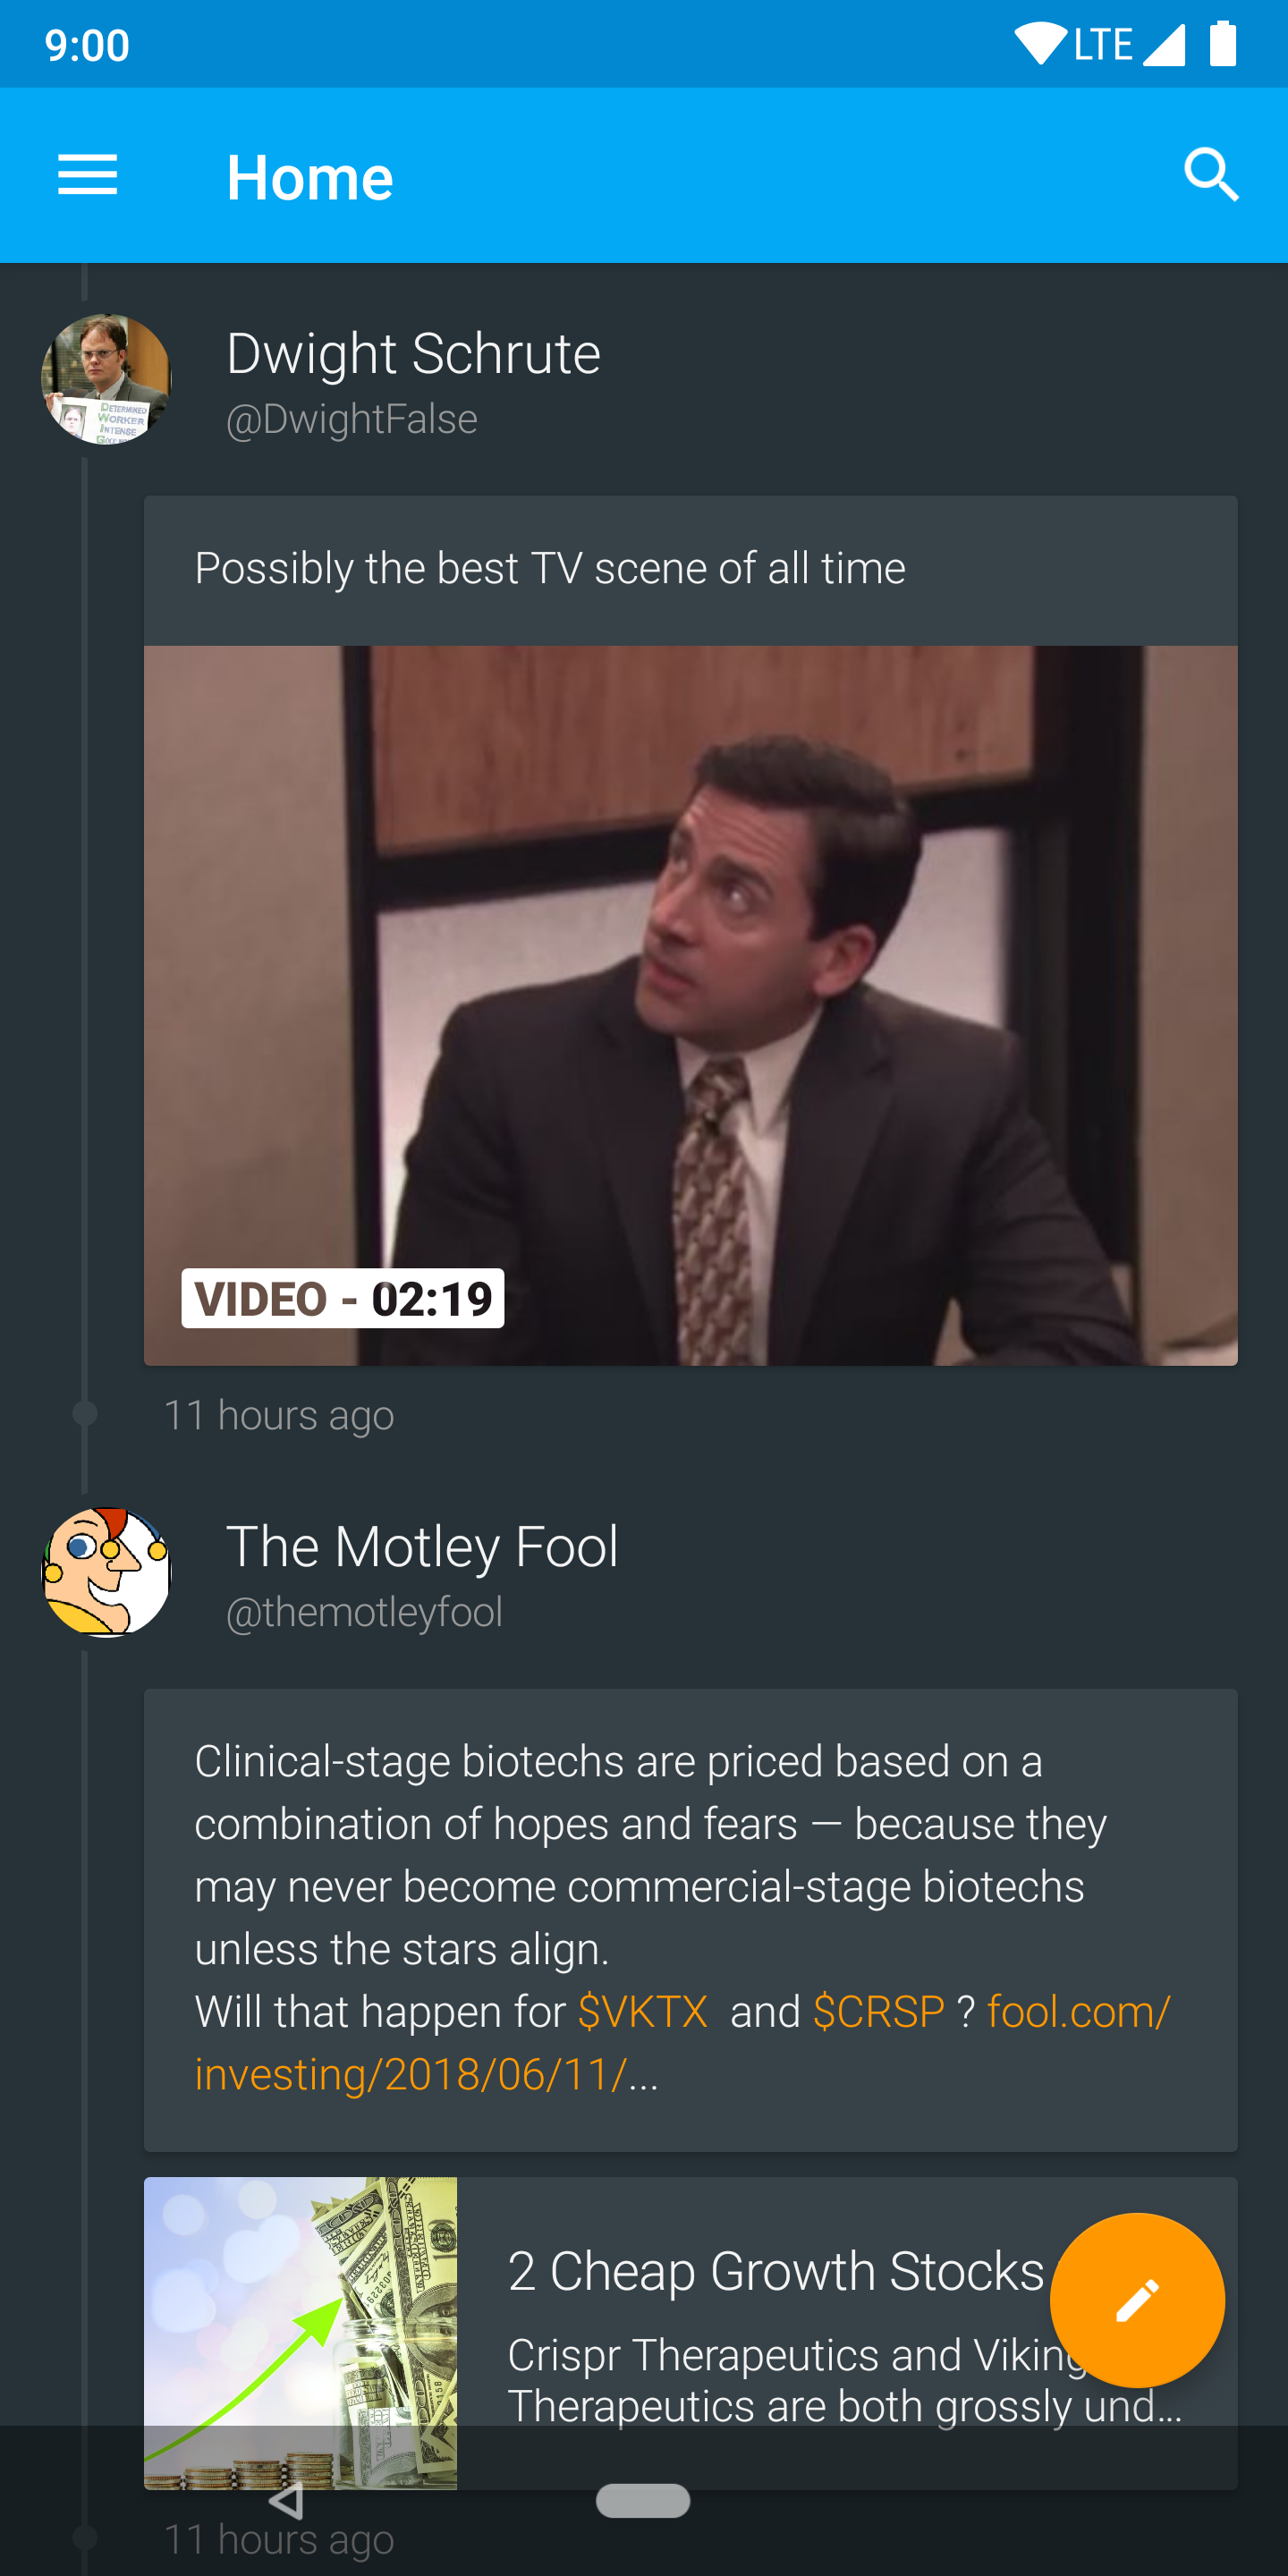 9:00
LTE
Home
Dwight Schrute
@DwightFalse
DETERMINED
WORKER
INTENSE
Possibly the best TV scene of all time
VIDEO - 02:19
11 hours ago
The Motley Fool
@themotleyfool
Clinical-stage biotechs are priced based on a
combination of hopes and fears — because they
may never become commercial-stage biotechs
unless the stars align.
Will that happen for $VKTX and $CRSP ? fool.com/
investing/2018/06/11/...
2 Cheap Growth Stocks
Crispr Therapeutics and Viking
Therapeutics are both grossly und...
11 hours ago